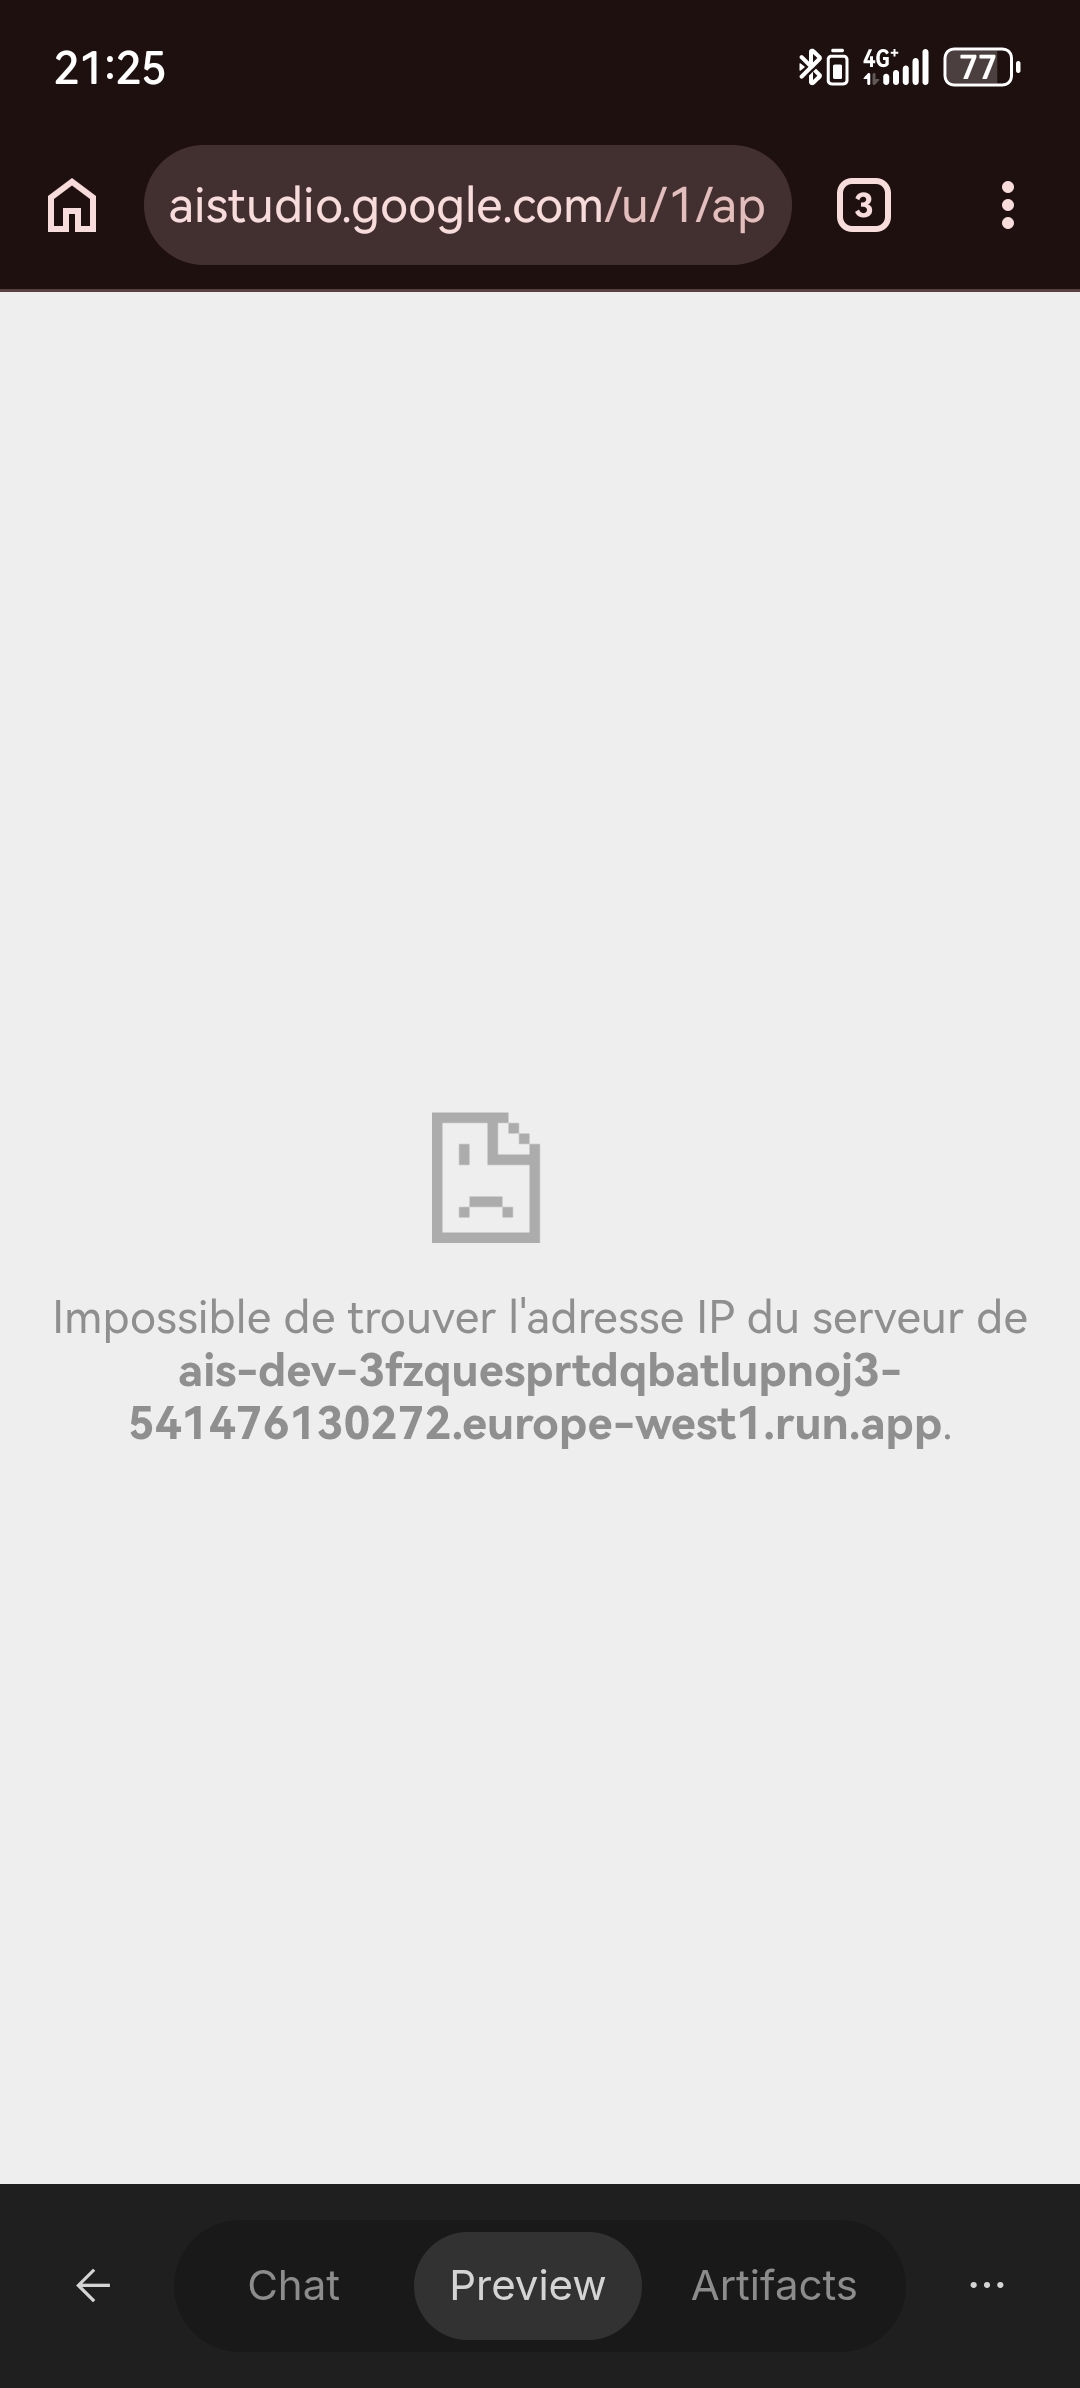 21:25
4G+
77
aistudio.google.com/u/1/ap
3
Impossible de trouver l'adresse IP du serveur de
ais-dev-3fzquesprtdqbatlupnoj3-
541476130272.europe-west1.run.app.
Chat
Preview
Artifacts